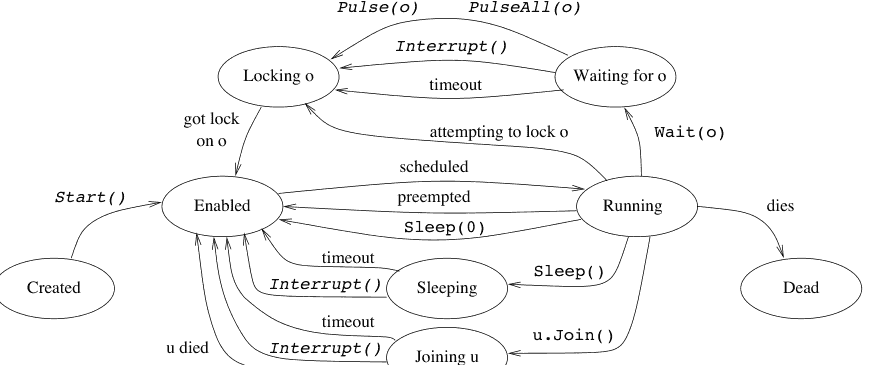 Pulse(o) PulseAll(o)
Interrupt()
Locking o
Waiting for o
timeout
got lock
on o
attempting to lock o
Wait(o)
scheduled
Start()
preempted
Enabled
Running
dies
Sleep(0)
timeout
Sleep()
Interrupt()
Created
Sleeping
Dead
timeout
u.Join()
u died
Interrupt()
Joining u